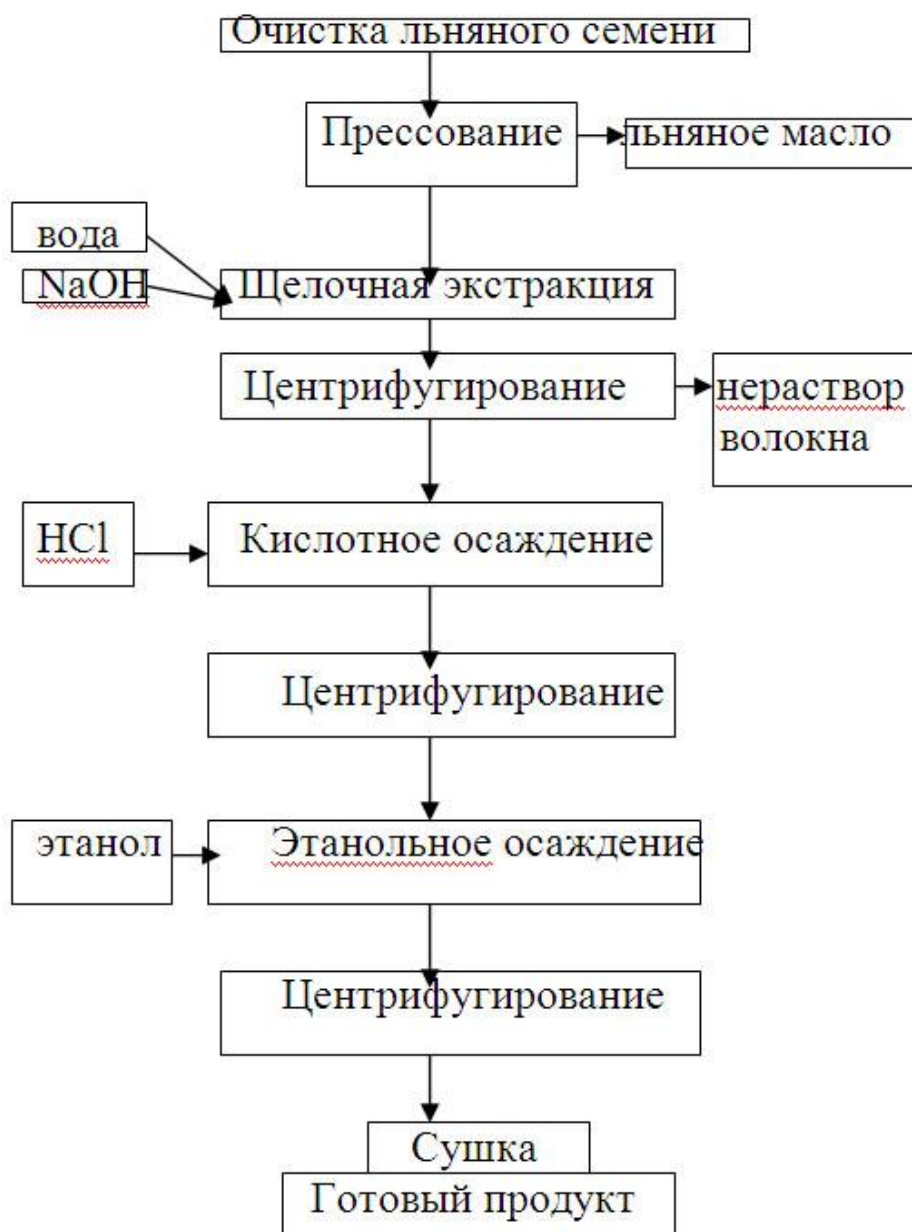 Очистка льняного семени
Прессование
льняное масло
вода
NaOH
Щелочная экстракция
Центрифугирование
нераствор
волокна
HCl
Кислотное осаждение
Центрифугирование
этанол
Этанольное осаждение
Центрифугирование
Сушка
Готовый продукт